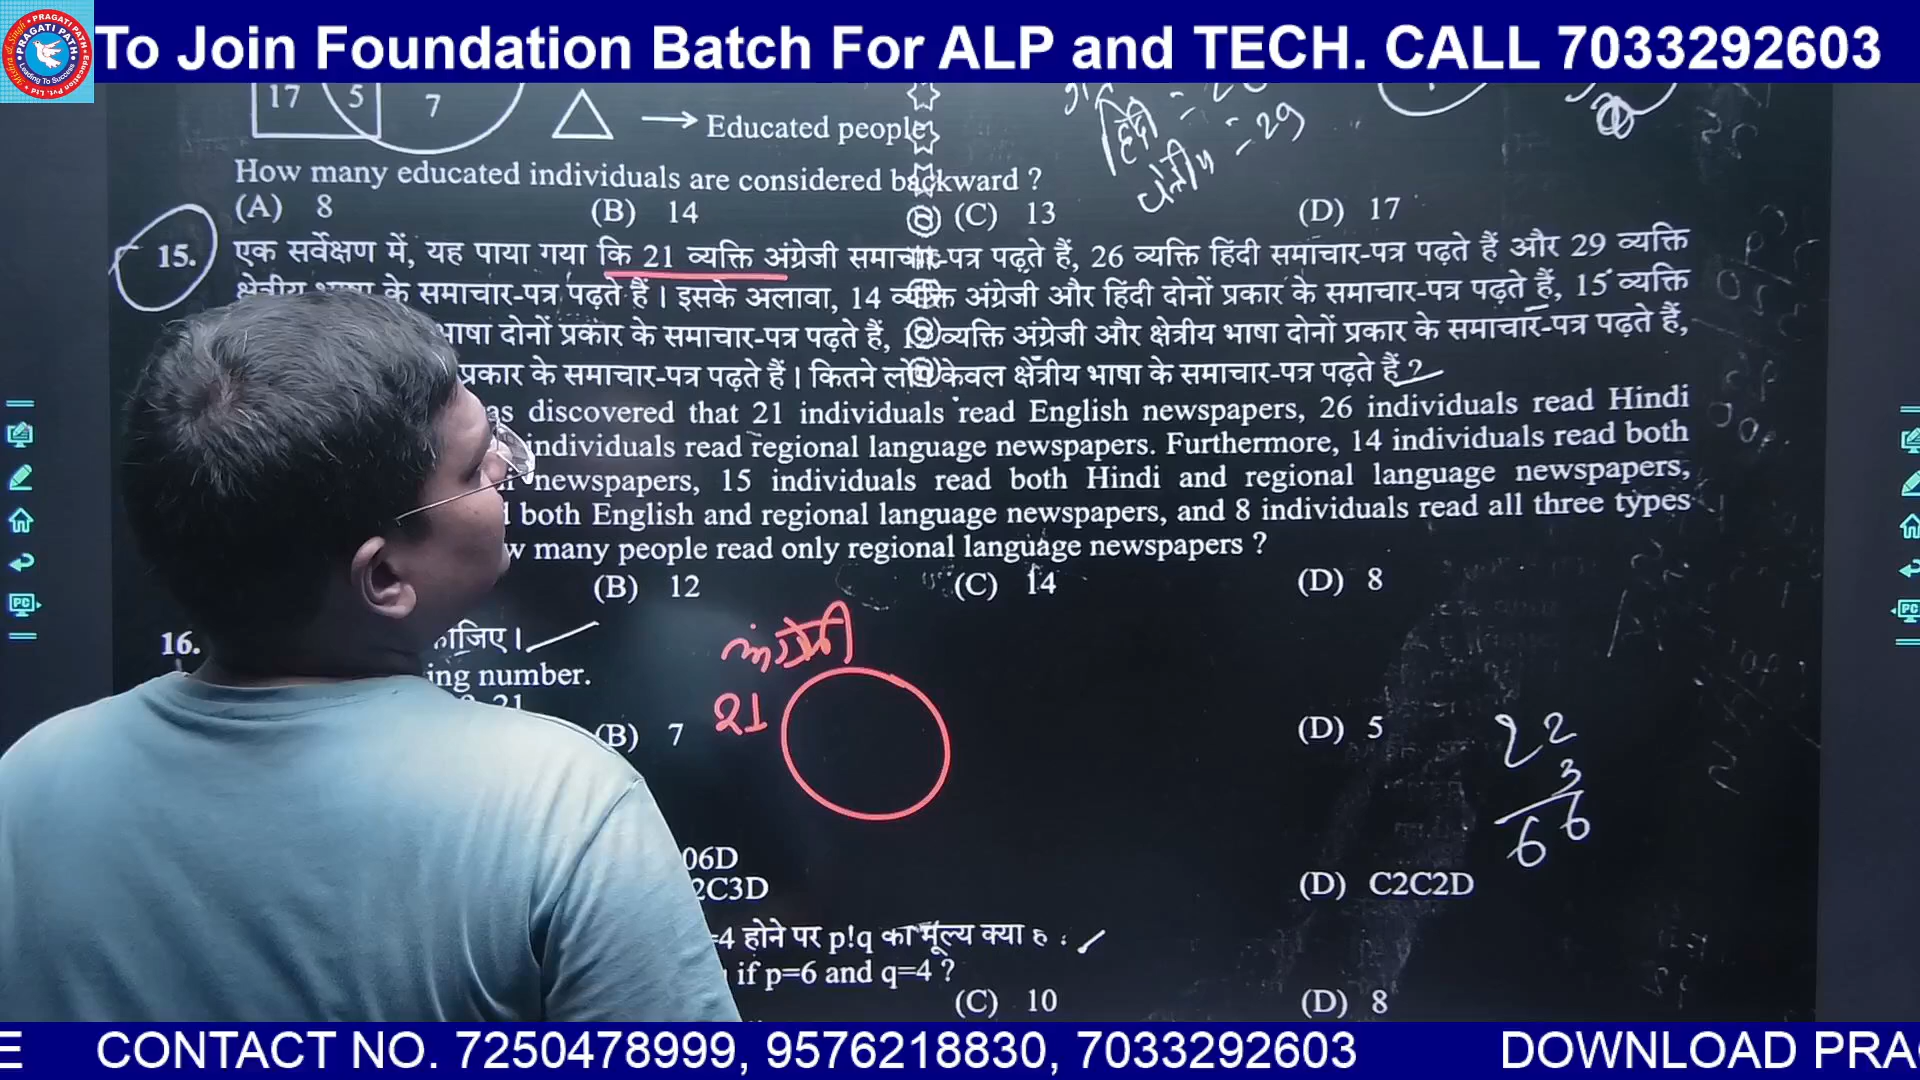 To Join Foundation Batch For ALP and TECH. CALL 7033292603
PRAGATI PATH
Leading To Success
17 5 7 → Educated people
हिंदी
= 29
How many educated individuals are considered backward ?
(A) 8 (B) 14 (C) 13 (D) 17
15. एक सर्वेक्षण में, यह पाया गया कि 21 व्यक्ति अंग्रेजी समाचार-पत्र पढ़ते हैं, 26 व्यक्ति हिंदी समाचार-पत्र पढ़ते हैं और 29 व्यक्ति
क्षेत्रीय भाषा के समाचार-पत्र पढ़ते हैं। इसके अलावा, 14 व्यक्ति अंग्रेजी और हिंदी दोनों प्रकार के समाचार-पत्र पढ़ते हैं, 15 व्यक्ति
भाषा दोनों प्रकार के समाचार-पत्र पढ़ते हैं, व्यक्ति अंग्रेजी और क्षेत्रीय भाषा दोनों प्रकार के समाचार-पत्र पढ़ते हैं,
प्रकार के समाचार-पत्र पढ़ते हैं। कितने लोग केवल क्षेत्रीय भाषा के समाचार-पत्र पढ़ते हैं ?
as discovered that 21 individuals read English newspapers, 26 individuals read Hindi
individuals read regional language newspapers. Furthermore, 14 individuals read both
newspapers, 15 individuals read both Hindi and regional language newspapers,
both English and regional language newspapers, and 8 individuals read all three types
w many people read only regional language newspapers ?
(B) 12 (C) 14 (D) 8
अंग्रेजी
21
16. जिए।
ing number.
(B) 7 (D) 5
22
3
66
06D
2C3D (D) C2C2D
=4 होने पर p!q का मूल्य क्या
if p=6 and q=4 ?
(C) 10 (D) 8
E CONTACT NO. 7250478999, 9576218830, 7033292603 DOWNLOAD PRA